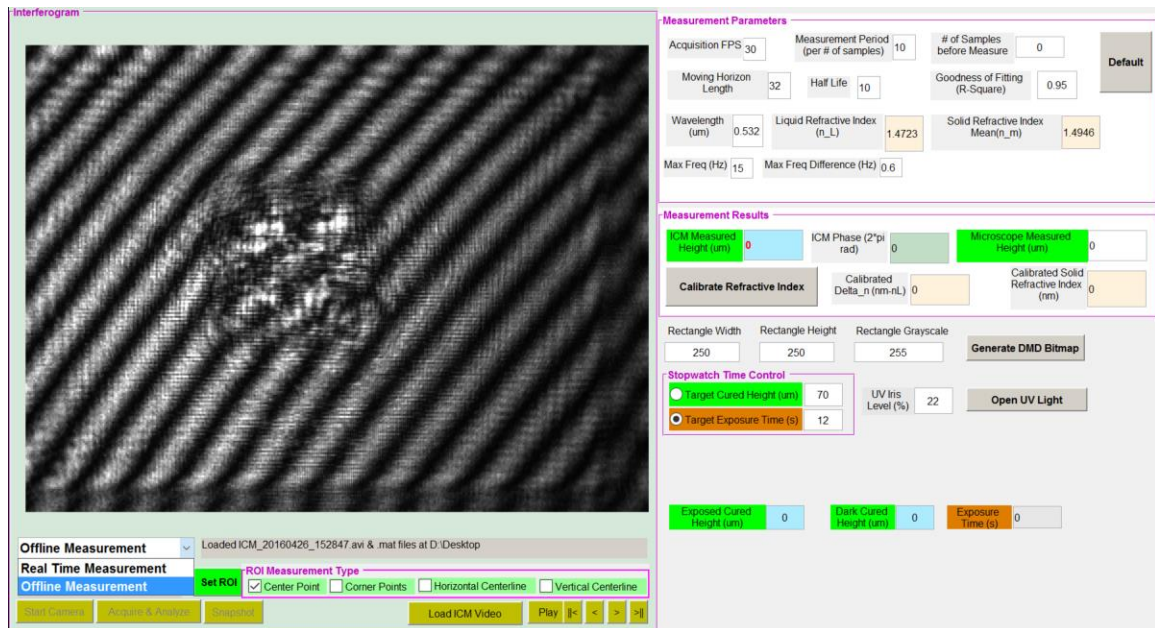 Interferogram
Offline Measurement
Loaded ICM_20160426_152847.avi & .mat files at D:\Desktop
Real Time Measurement
Offline Measurement
Set ROI
ROI Measurement Type
Center Point
Corner Points
Horizontal Centerline
Vertical Centerline
Start Camera
Acquire & Analyze
Snapshot
Load ICM Video
Play
||<
<
>
>||
Measurement Parameters
Acquisition FPS
30
Measurement Period
(per # of samples)
10
# of Samples
before Measure
0
Default
Moving Horizon
Length
32
Half Life
10
Goodness of Fitting
(R-Square)
0.95
Wavelength
(um)
0.532
Liquid Refractive Index
(n_L)
1.4723
Solid Refractive Index
Mean(n_m)
1.4946
Max Freq (Hz)
15
Max Freq Difference (Hz)
0.6
Measurement Results
ICM Measured
Height (um)
0
ICM Phase (2*pi
rad)
0
Microscope Measured
Height (um)
0
Calibrate Refractive Index
Calibrated
Delta_n (nm-nL)
0
Calibrated Solid
Refractive Index
(nm)
0
Rectangle Width
250
Rectangle Height
250
Rectangle Grayscale
255
Generate DMD Bitmap
Stopwatch Time Control
Target Cured Height (um)
70
Target Exposure Time (s)
12
UV Iris
Level (%)
22
Open UV Light
Exposed Cured
Height (um)
0
Dark Cured
Height (um)
0
Exposure
Time (s)
0